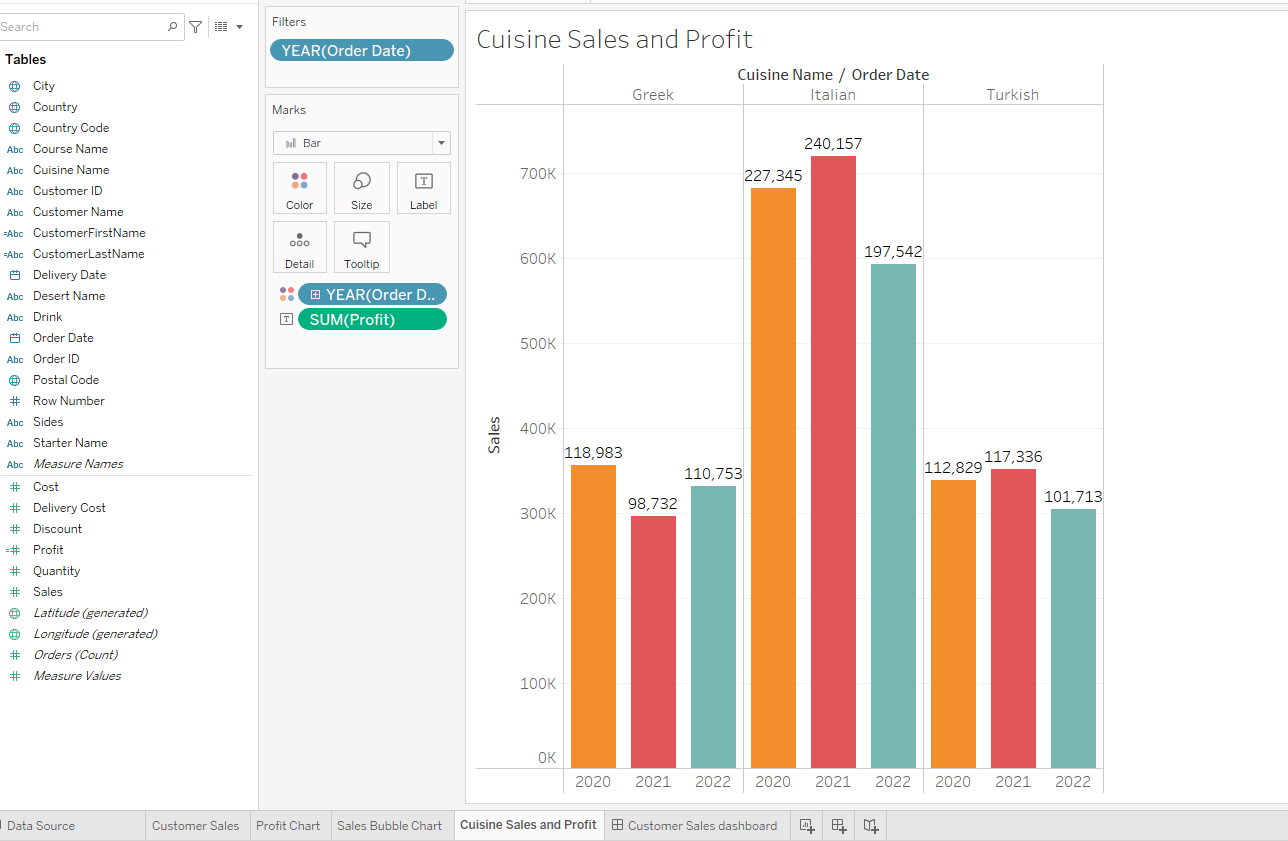 Search
Tables
City
Country
Country Code
Abc Course Name
Abc Cuisine Name
Abc Customer ID
Abc Customer Name
=Abc CustomerFirstName
=Abc CustomerLastName
Delivery Date
Abc Desert Name
Abc Drink
Order Date
Abc Order ID
Postal Code
# Row Number
Abc Sides
Abc Starter Name
Abc Measure Names
# Cost
# Delivery Cost
# Discount
=# Profit
# Quantity
# Sales
Latitude (generated)
Longitude (generated)
# Orders (Count)
# Measure Values
Filters
YEAR(Order Date)
Marks
Bar
Color Size T Label
Detail Tooltip
YEAR(Order D..
T SUM(Profit)
Cuisine Sales and Profit
Cuisine Name / Order Date
Greek Italian Turkish
Sales
700K
600K
500K
400K
300K
200K
100K
0K
118,983
98,732
110,753
227,345
240,157
197,542
112,829
117,336
101,713
2020 2021 2022 2020 2021 2022 2020 2021 2022
Data Source Customer Sales Profit Chart Sales Bubble Chart Cuisine Sales and Profit Customer Sales dashboard